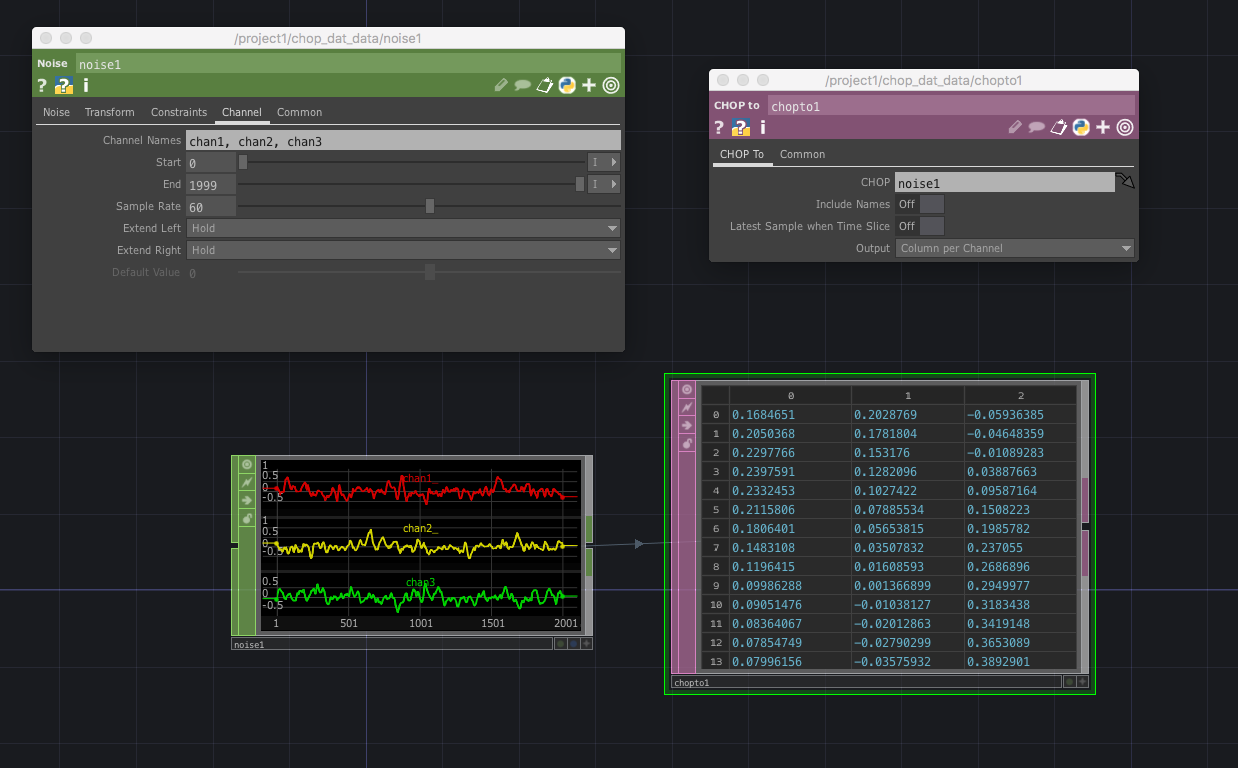 /project1/chop_dat_data/noise1
Noise noise1
? ? i
Noise Transform Constraints Channel Common
Channel Names chan1, chan2, chan3
Start 0
End 1999
Sample Rate 60
Extend Left Hold
Extend Right Hold
Default Value 0
/project1/chop_dat_data/chopto1
CHOP to chopto1
? ? i
CHOP To Common
CHOP noise1
Include Names Off
Latest Sample when Time Slice Off
Output Column per Channel
1
0.5
0
-0.5
chan1_
1
0.5
0
-0.5
chan2_
0.5
0
-0.5
chan3
1 501 1001 1501 2001
noise1
0 1 2
0 0.1684651 0.2028769 -0.05936385
1 0.2050368 0.1781804 -0.04648359
2 0.2297766 0.153176 -0.01089283
3 0.2397591 0.1282096 0.03887663
4 0.2332453 0.1027422 0.09587164
5 0.2115806 0.07885534 0.1508223
6 0.1806401 0.05653815 0.1985782
7 0.1483108 0.03507832 0.237055
8 0.1196415 0.01608593 0.2686896
9 0.09986288 0.001366899 0.2949977
10 0.09051476 -0.01038127 0.3183438
11 0.08364067 -0.02012863 0.3419148
12 0.07854749 -0.02790299 0.3653089
13 0.07996156 -0.03575932 0.3892901
chopto1